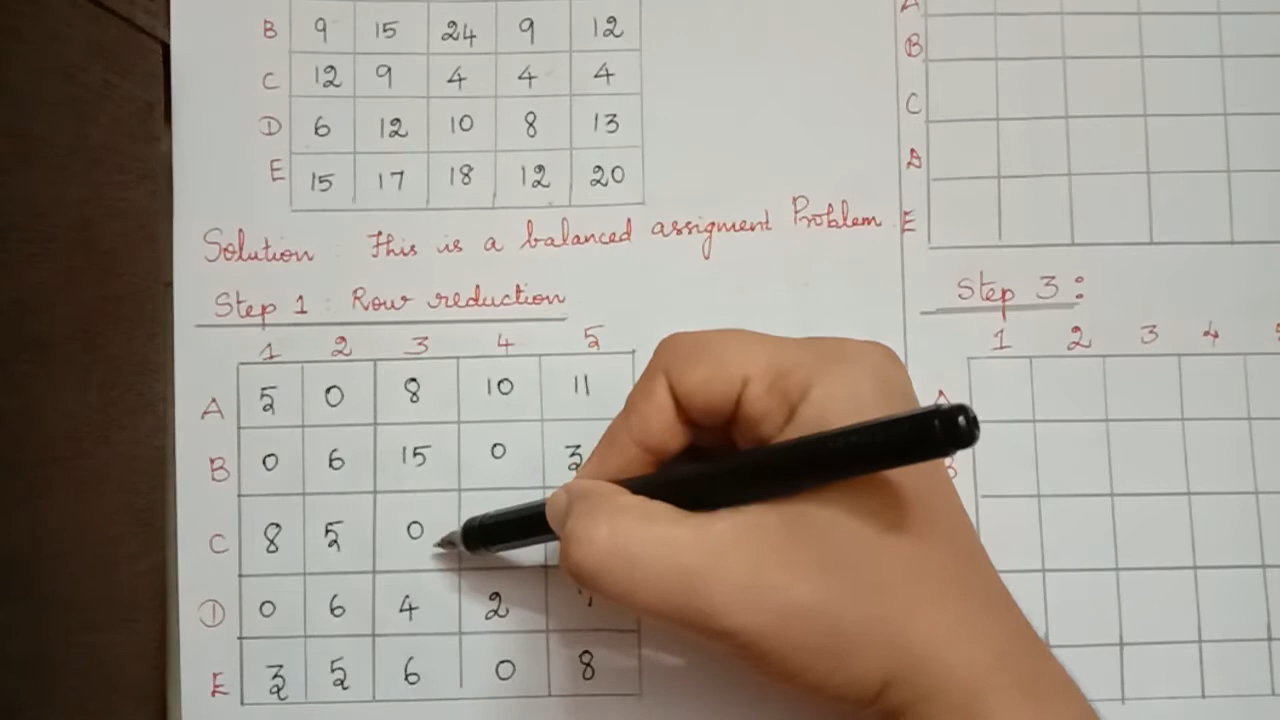 B 9 15 24 9 12
C 12 9 4 4 4
D 6 12 10 8 13
E 15 17 18 12 20
Solution : This is a balanced assigment Problem
Step 1 : Row reduction
1 2 3 4 5
A 5 0 8 10 11
B 0 6 15 0 3
C 8 5 0
D 0 6 4 2
E 3 5 6 0 8
A
B
C
D
E
Step 3 :
1 2 3 4
A
B